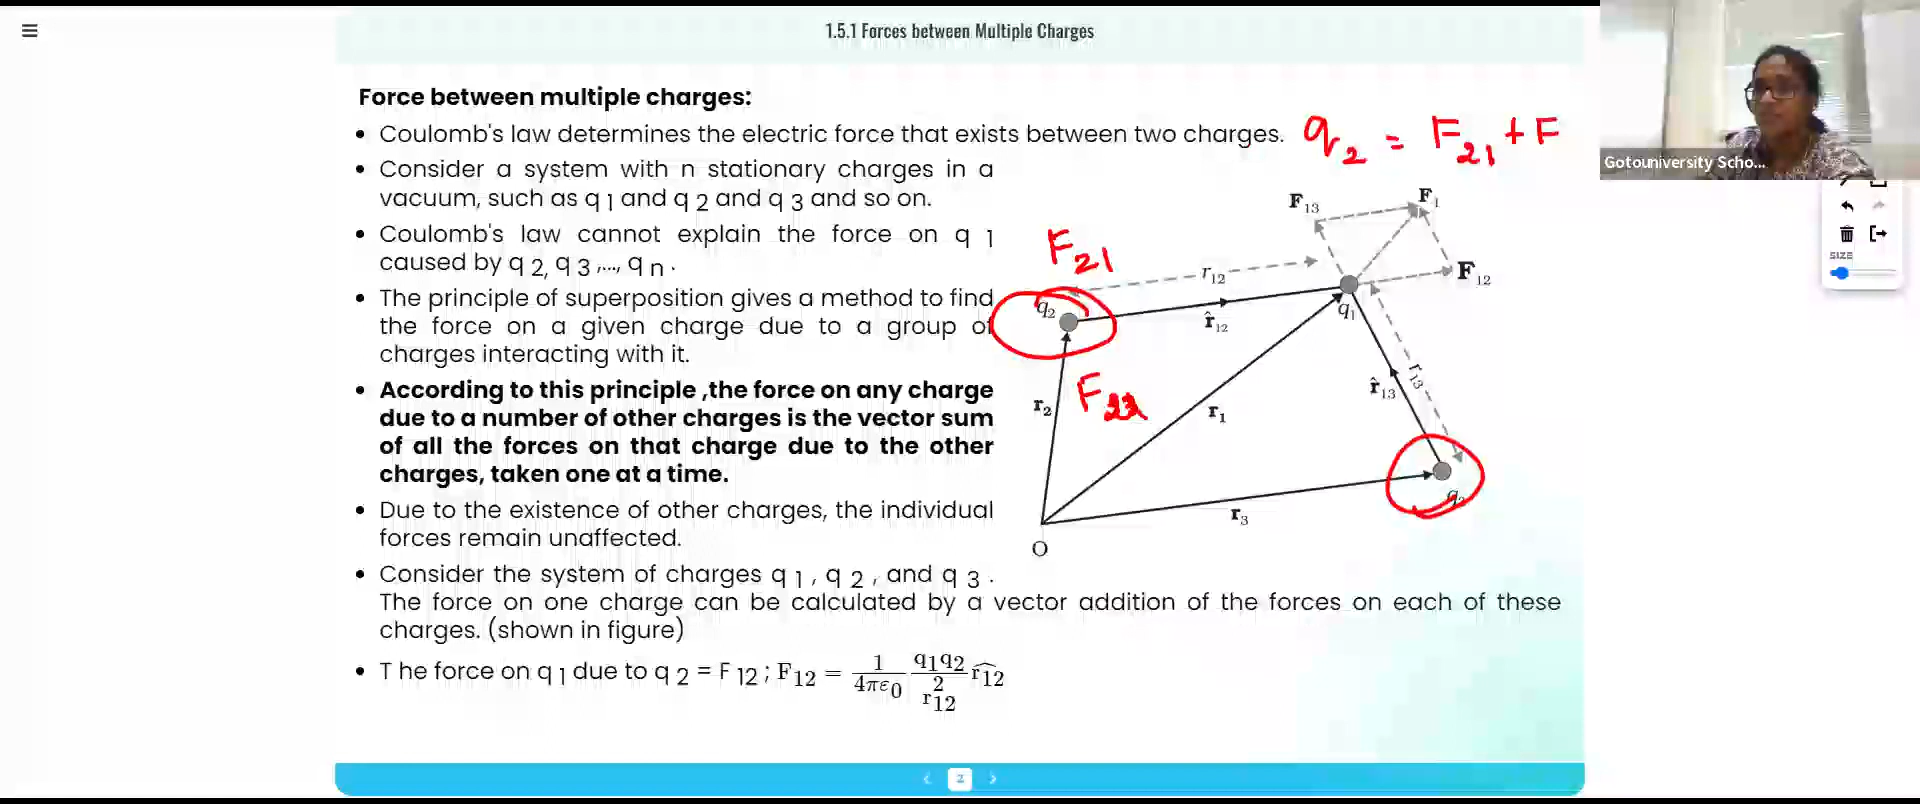 1.5.1 Forces between Multiple Charges
Force between multiple charges:
• Coulomb's law determines the electric force that exists between two charges.
q2 = F21 + F
Gotouniversity Scho...
• Consider a system with n stationary charges in a
vacuum, such as q 1 and q 2 and q 3 and so on.
• Coulomb's law cannot explain the force on q 1
caused by q 2, q 3 ,..., q n .
• The principle of superposition gives a method to find
the force on a given charge due to a group of
charges interacting with it.
• According to this principle ,the force on any charge
due to a number of other charges is the vector sum
of all the forces on that charge due to the other
charges, taken one at a time.
• Due to the existence of other charges, the individual
forces remain unaffected.
• Consider the system of charges q 1 , q 2 , and q 3 .
The force on one charge can be calculated by a vector addition of the forces on each of these
charges. (shown in figure)
• T he force on q 1 due to q 2 = F 12 ; F12 = 1/4πε0 q1q2/r12^2 r̂12
F13
F1
F21
r12
F12
q2
r̂12
q1
r13
r̂13
r2
F
r1
r3
O
SIZE
2